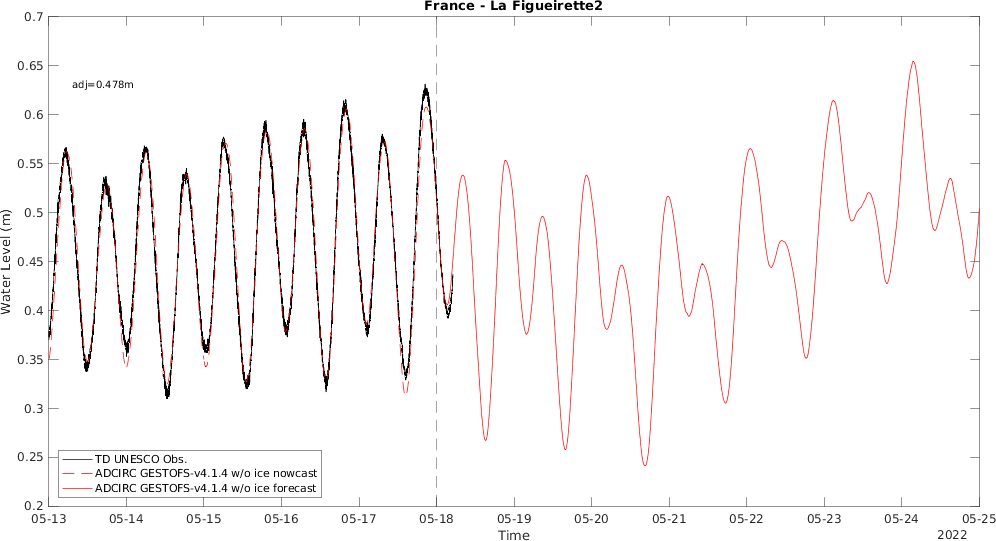 France - La Figueirette2
0.7
0.65
0.6
0.55
0.5
0.45
0.4
0.35
0.3
0.25
0.2
Water Level (m)
adj=0.478m
TD UNESCO Obs.
ADCIRC GESTOFS-v4.1.4 w/o ice nowcast
ADCIRC GESTOFS-v4.1.4 w/o ice forecast
05-13 05-14 05-15 05-16 05-17 05-18 05-19 05-20 05-21 05-22 05-23 05-24 05-25
Time
2022